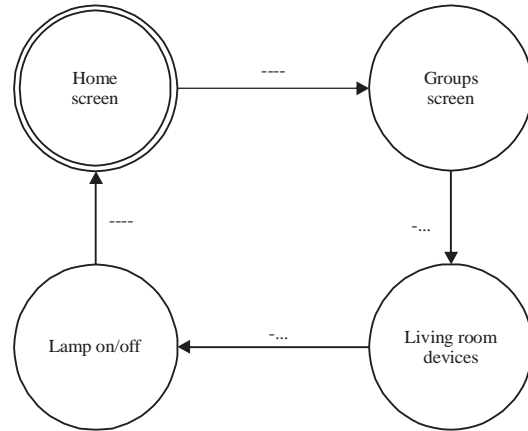 Home
screen
----
Groups
screen
-...
----
Lamp on/off
-...
Living room
devices